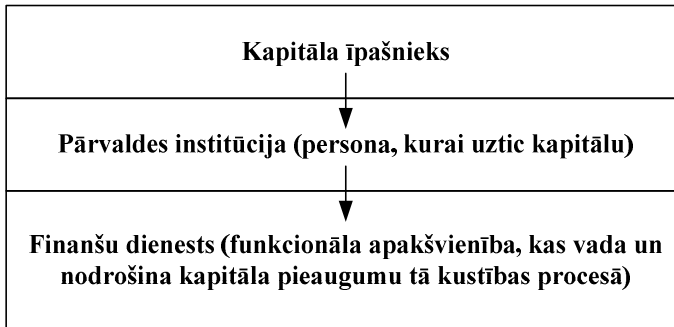 Kapitāla īpašnieks
Pārvaldes institūcija (persona, kurai uztic kapitālu)
Finanšu dienests (funkcionāla apakšvienība, kas vada un
nodrošina kapitāla pieaugumu tā kustības procesā)